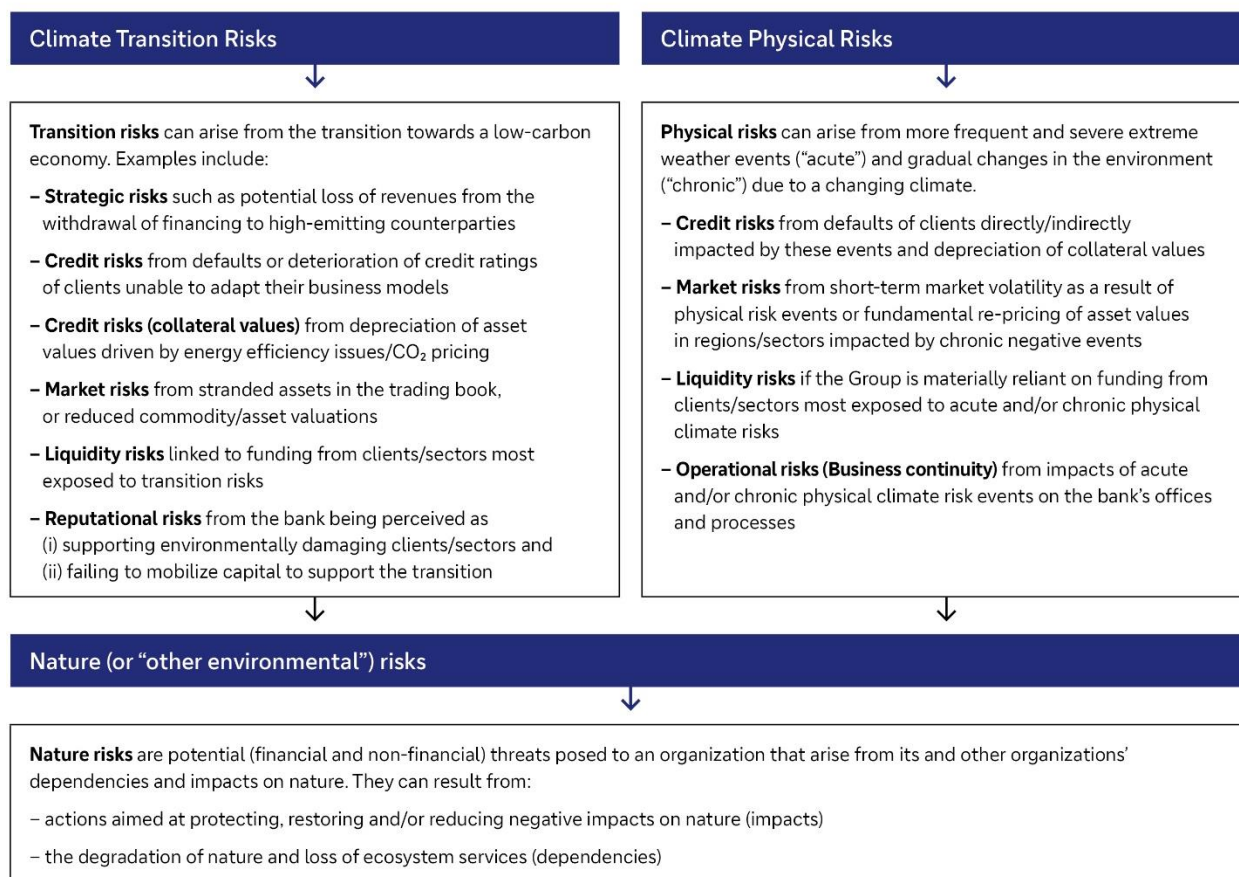 Climate Transition Risks
Transition risks can arise from the transition towards a low-carbon
economy. Examples include:
– Strategic risks such as potential loss of revenues from the
withdrawal of financing to high-emitting counterparties
– Credit risks from defaults or deterioration of credit ratings
of clients unable to adapt their business models
– Credit risks (collateral values) from depreciation of asset
values driven by energy efficiency issues/CO₂ pricing
– Market risks from stranded assets in the trading book,
or reduced commodity/asset valuations
– Liquidity risks linked to funding from clients/sectors most
exposed to transition risks
– Reputational risks from the bank being perceived as
(i) supporting environmentally damaging clients/sectors and
(ii) failing to mobilize capital to support the transition
Climate Physical Risks
Physical risks can arise from more frequent and severe extreme
weather events (“acute”) and gradual changes in the environment
(“chronic”) due to a changing climate.
– Credit risks from defaults of clients directly/indirectly
impacted by these events and depreciation of collateral values
– Market risks from short-term market volatility as a result of
physical risk events or fundamental re-pricing of asset values
in regions/sectors impacted by chronic negative events
– Liquidity risks if the Group is materially reliant on funding from
clients/sectors most exposed to acute and/or chronic physical
climate risks
– Operational risks (Business continuity) from impacts of acute
and/or chronic physical climate risk events on the bank’s offices
and processes
Nature (or “other environmental”) risks
Nature risks are potential (financial and non-financial) threats posed to an organization that arise from its and other organizations’
dependencies and impacts on nature. They can result from:
– actions aimed at protecting, restoring and/or reducing negative impacts on nature (impacts)
– the degradation of nature and loss of ecosystem services (dependencies)